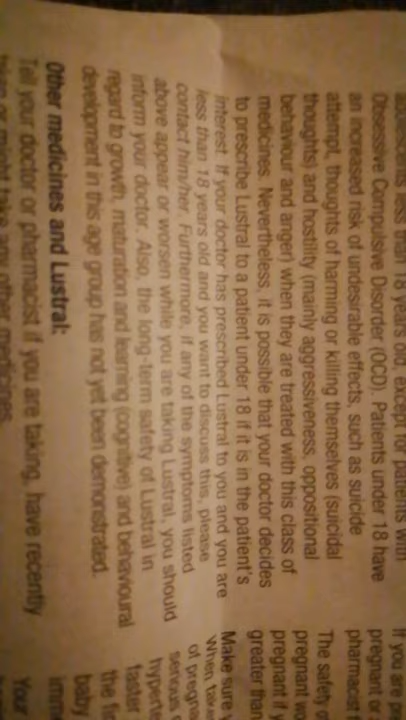 less than 18 years old, except for patients with
Obsessive Compulsive Disorder (OCD). Patients under 18 have
an increased risk of undesirable effects, such as suicide
attempt, thoughts of harming or killing themselves (suicidal
thoughts) and hostility (mainly aggressiveness, oppositional
behaviour and anger) when they are treated with this class of
medicines. Nevertheless, it is possible that your doctor decides
to prescribe Lustral to a patient under 18 if it is in the patient's
interest. If your doctor has prescribed Lustral to you and you are
less than 18 years old and you want to discuss this, please
contact him/her. Furthermore, if any of the symptoms listed
above appear or worsen while you are taking Lustral, you should
inform your doctor. Also, the long-term safety of Lustral in
regard to growth, maturation and learning (cognitive) and behavioural
development in this age group has not yet been demonstrated.
Other medicines and Lustral:
Tell your doctor or pharmacist if you are taking, have recently
taken or might take any other medicines.
If you are
pregnant or
pharmacist
The safety
pregnant
pregnant if
greater than
Make sure
When
of
serious
faster
the
baby
Your